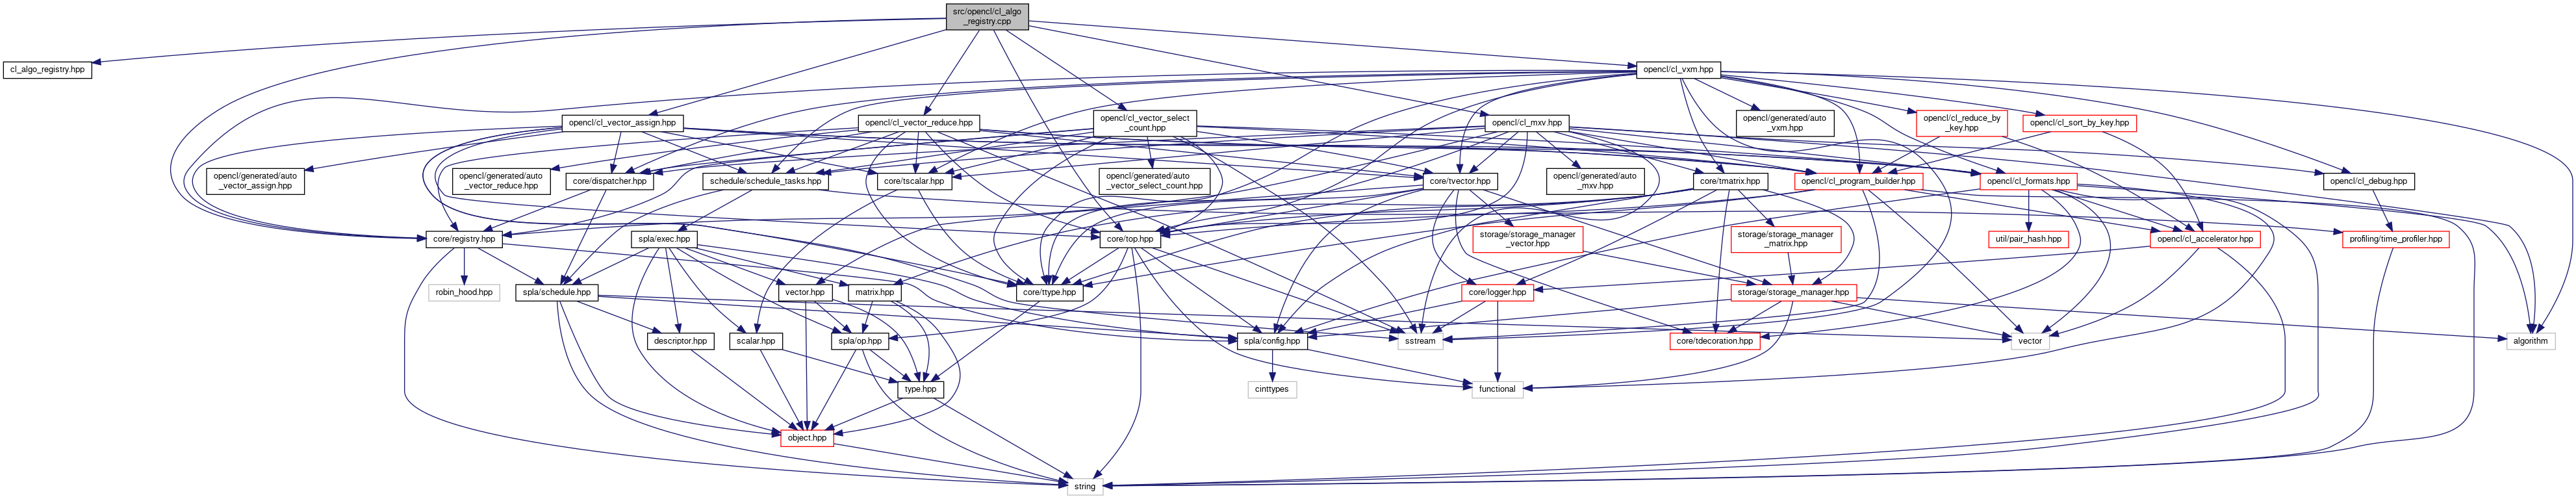 src/opencl/cl_algo
_registry.cpp
cl_algo_registry.hpp
opencl/cl_vxm.hpp
opencl/cl_vector_assign.hpp
opencl/cl_vector_reduce.hpp
opencl/cl_vector_select
_count.hpp
opencl/cl_mxv.hpp
opencl/generated/auto
_vxm.hpp
opencl/cl_reduce_by
_key.hpp
opencl/cl_sort_by_key.hpp
opencl/generated/auto
_vector_assign.hpp
opencl/generated/auto
_vector_reduce.hpp
core/dispatcher.hpp
schedule/schedule_tasks.hpp
core/tscalar.hpp
opencl/generated/auto
_vector_select_count.hpp
core/tvector.hpp
opencl/generated/auto
_mxv.hpp
core/tmatrix.hpp
opencl/cl_program_builder.hpp
opencl/cl_formats.hpp
opencl/cl_debug.hpp
core/registry.hpp
spla/exec.hpp
core/top.hpp
storage/storage_manager
_vector.hpp
storage/storage_manager
_matrix.hpp
util/pair_hash.hpp
opencl/cl_accelerator.hpp
profiling/time_profiler.hpp
robin_hood.hpp
spla/schedule.hpp
vector.hpp
matrix.hpp
core/ttype.hpp
core/logger.hpp
storage/storage_manager.hpp
descriptor.hpp
scalar.hpp
spla/op.hpp
spla/config.hpp
sstream
core/tdecoration.hpp
vector
algorithm
type.hpp
cinttypes
functional
object.hpp
string